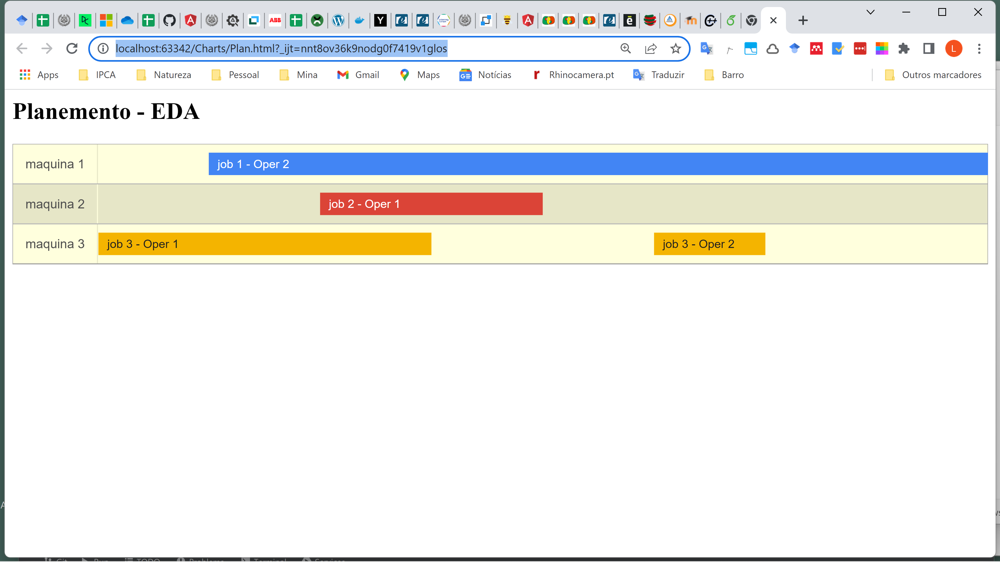 ABB
Y
localhost:63342/Charts/Plan.html?_ijt=nnt8ov36k9nodg0f7419v1glos
L
Apps IPCA Natureza Pessoal Mina Gmail Maps Notícias Rhinocamera.pt Traduzir Barro Outros marcadores
Planemento - EDA
maquina 1 job 1 - Oper 2
maquina 2 job 2 - Oper 1
maquina 3 job 3 - Oper 1 job 3 - Oper 2